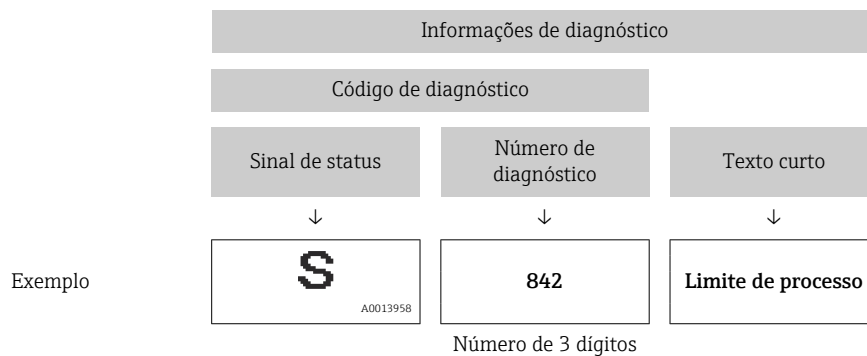 Informações de diagnóstico
Código de diagnóstico
Sinal de status
Número de
diagnóstico
Texto curto
↓ ↓ ↓
Exemplo
S
842
Limite de processo
A0013958
Número de 3 dígitos